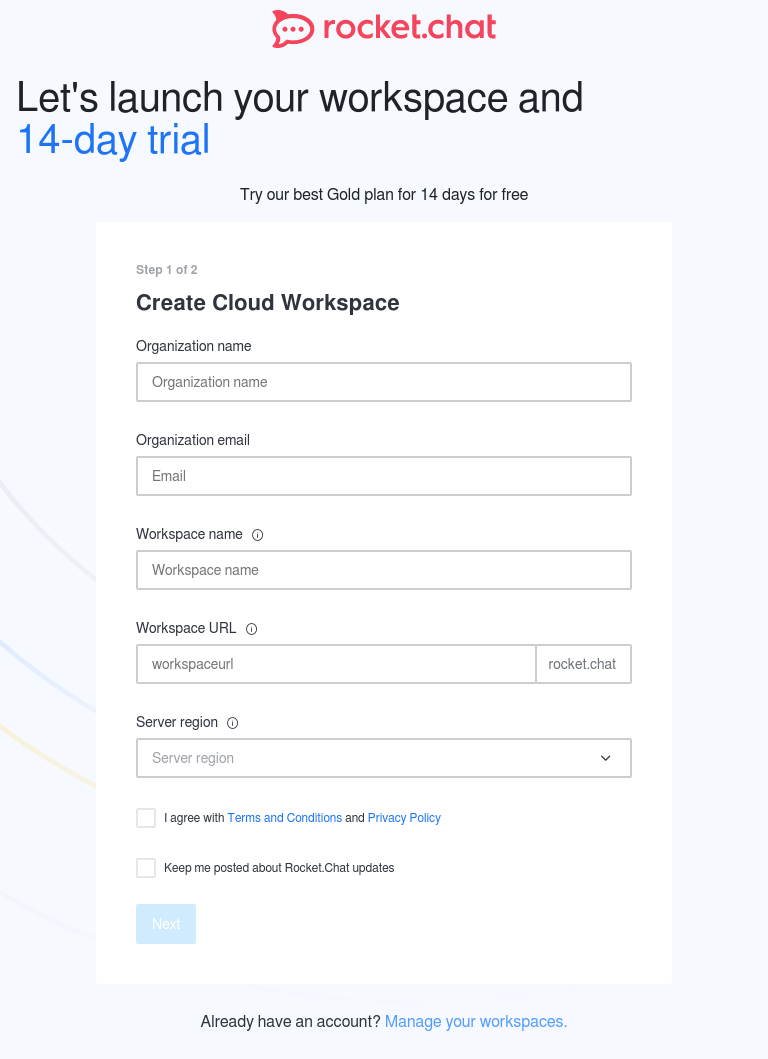 rocket.chat
Let's launch your workspace and
14-day trial
Try our best Gold plan for 14 days for free
Step 1 of 2
Create Cloud Workspace
Organization name
Organization name
Organization email
Email
Workspace name
Workspace name
Workspace URL
workspaceurl rocket.chat
Server region
Server region
I agree with Terms and Conditions and Privacy Policy
Keep me posted about Rocket.Chat updates
Next
Already have an account? Manage your workspaces.